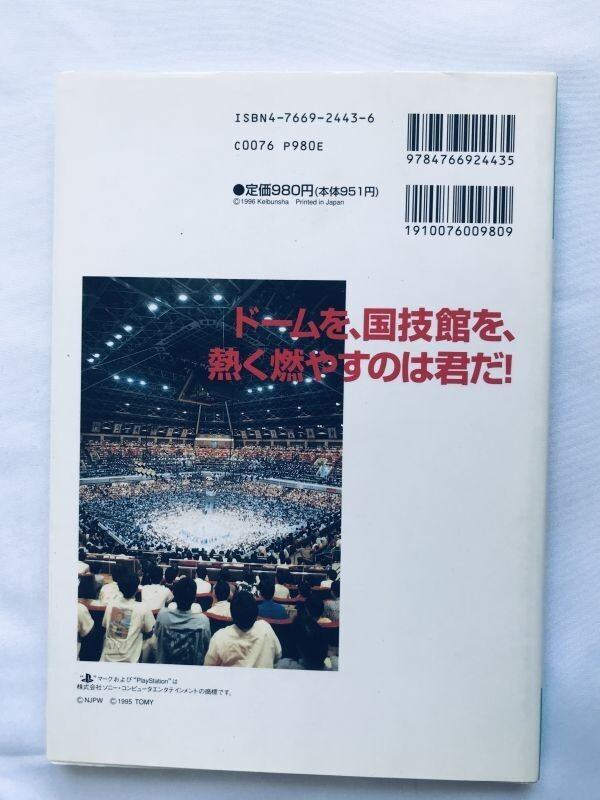 ISBN4-7669-2443-6
C0076 P980E
9784766924435
●定価980円(本体951円)
©1996 Keibunsha Printed in Japan
1910076009809
ドームを、国技館を、
熱く燃やすのは君だ!
"PS"マークおよび"PlayStation"は
株式会社ソニー・コンピュータエンタテインメントの商標です。
©NJPW ©1995 TOMY